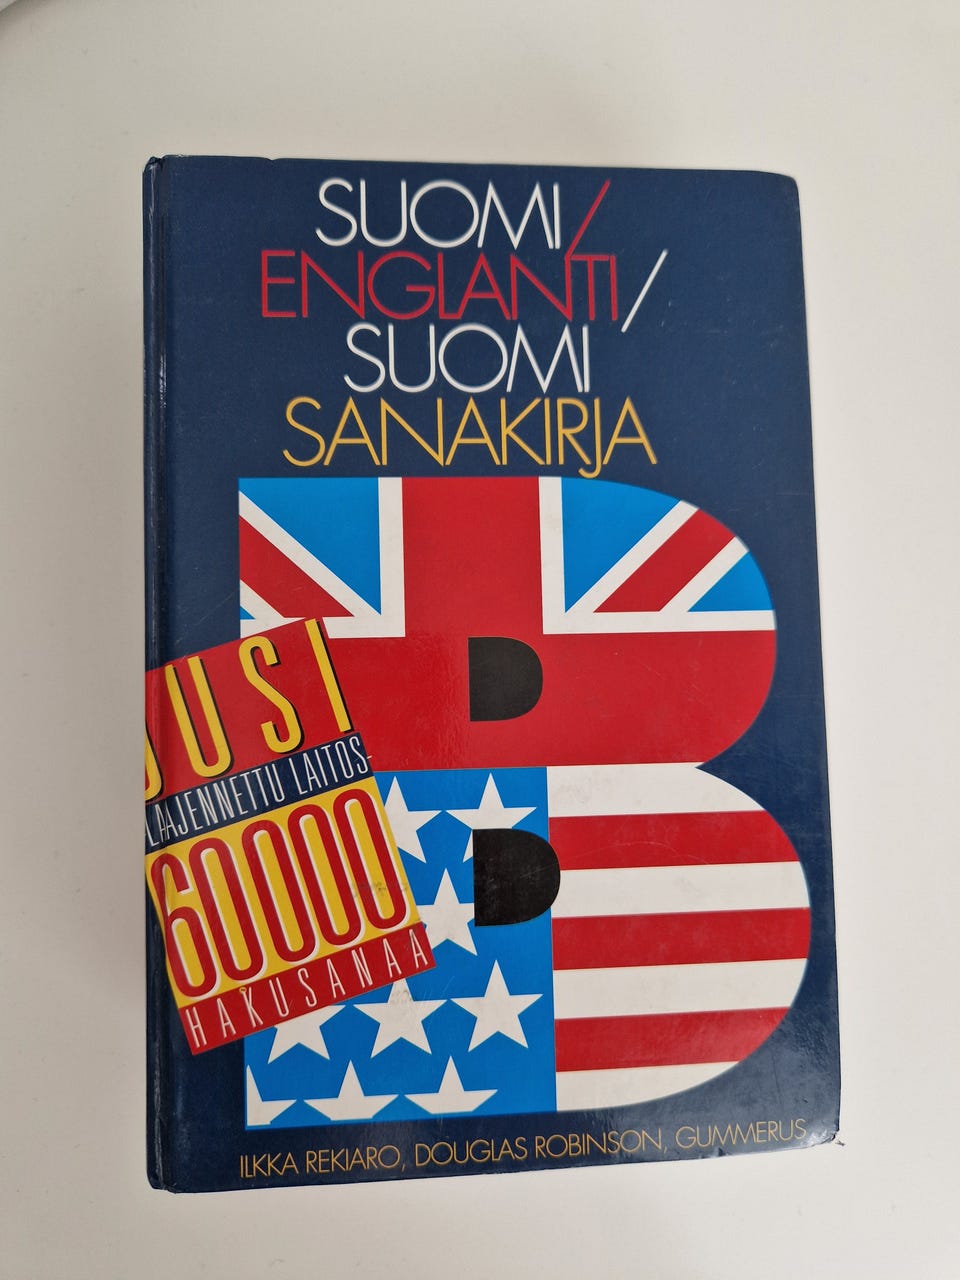 SUOMI/
ENGLANTI/
SUOMI
SANAKIRJA
B
UUSI
LAAJENNETTU LAITOS-
60000
HAKUSANAA
ILKKA REKIARO, DOUGLAS ROBINSON, GUMMERUS